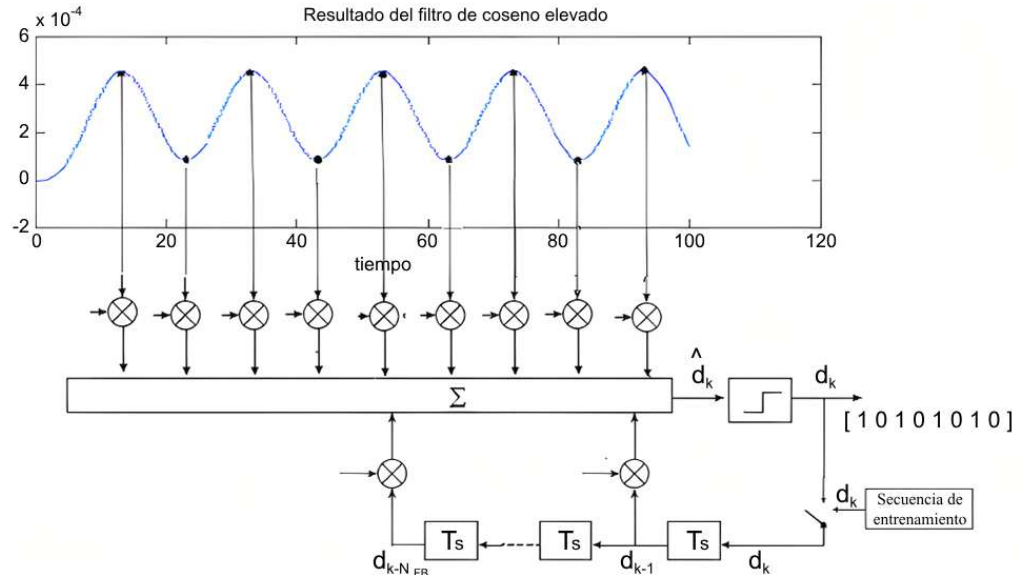 Resultado del filtro de coseno elevado
x 10⁻⁴
6
4
2
0
-2
0 20 40 60 80 100 120
tiempo
Σ
^
dₖ
dₖ
[ 1 0 1 0 1 0 1 0 ]
dₖ
Secuencia de
entrenamiento
Ts Ts Ts
dₖ₋N FB
dₖ₋₁
dₖ